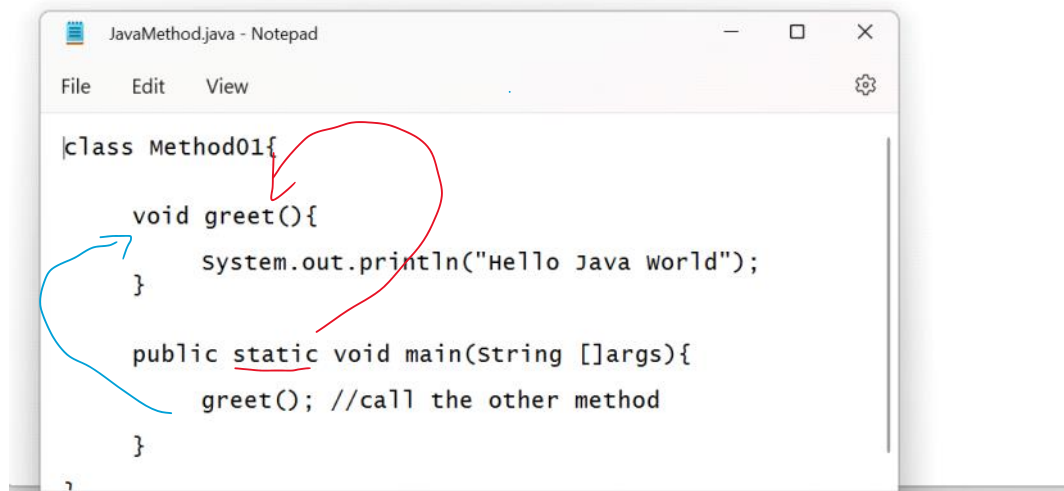 JavaMethod.java - Notepad
File Edit View
class Method01{
void greet(){
System.out.println("Hello Java World");
}
public static void main(String []args){
greet(); //call the other method
}
}